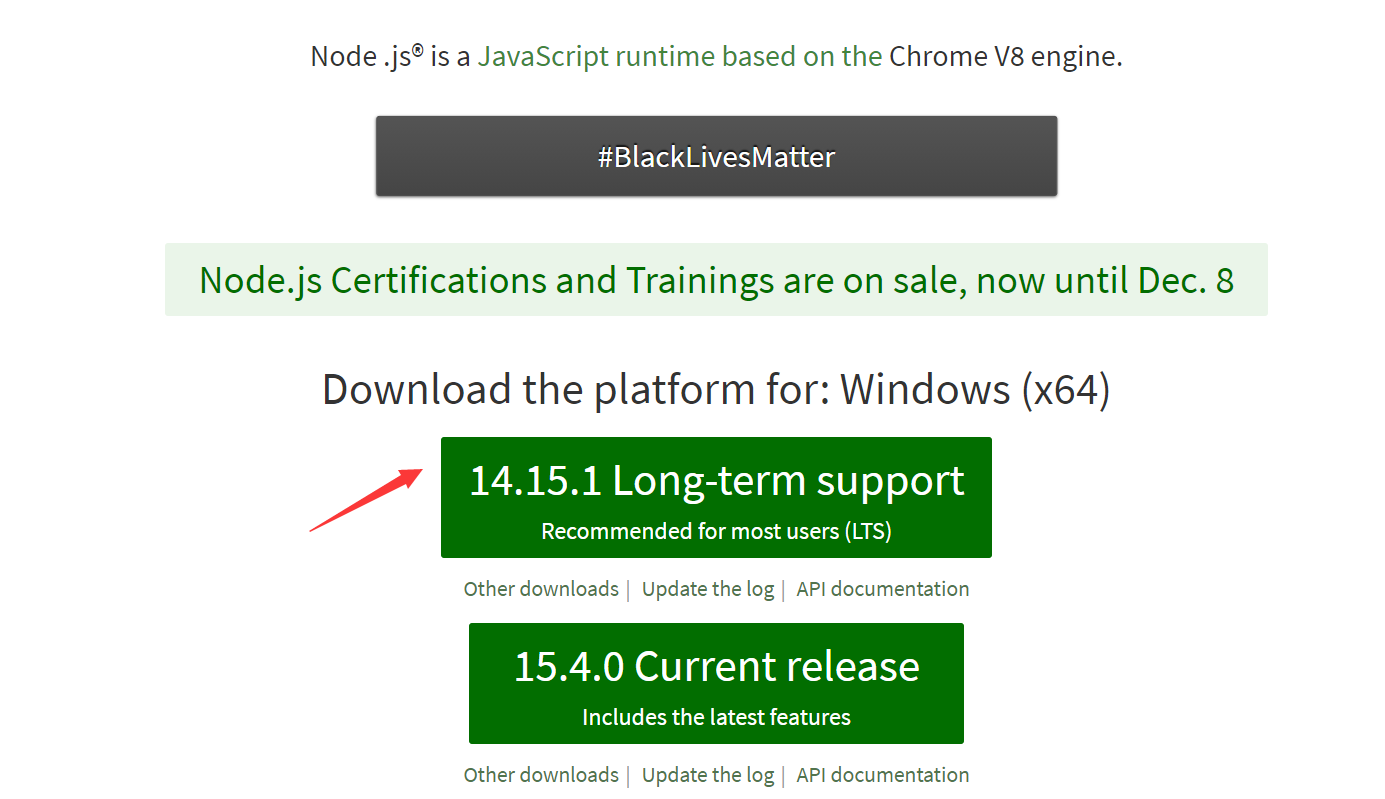 Node .js® is a JavaScript runtime based on the Chrome V8 engine.
#BlackLivesMatter
Node.js Certifications and Trainings are on sale, now until Dec. 8
Download the platform for: Windows (x64)
14.15.1 Long-term support
Recommended for most users (LTS)
Other downloads | Update the log | API documentation
15.4.0 Current release
Includes the latest features
Other downloads | Update the log | API documentation